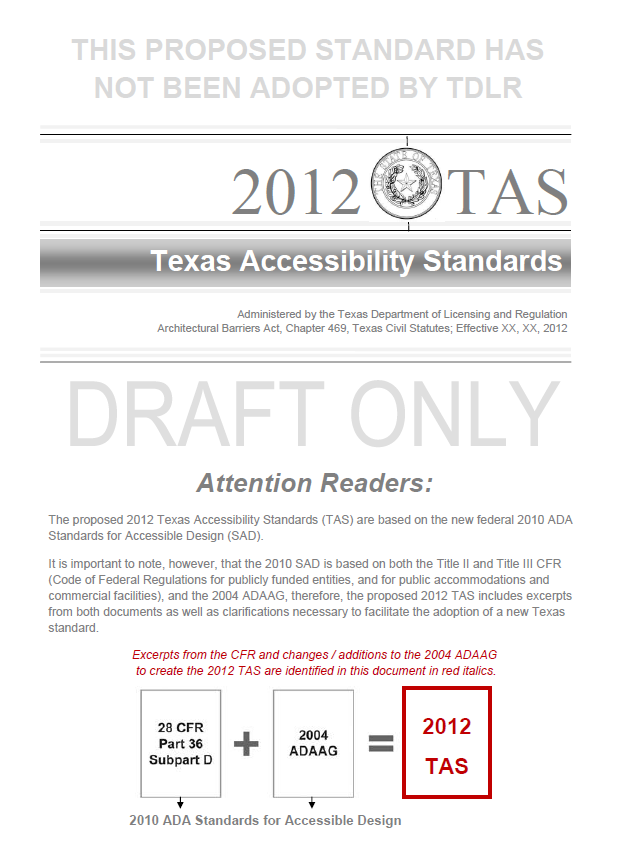 THIS PROPOSED STANDARD HAS
NOT BEEN ADOPTED BY TDLR
2012 TAS
THE STATE OF TEXAS
Texas Accessibility Standards
Administered by the Texas Department of Licensing and Regulation
Architectural Barriers Act, Chapter 469, Texas Civil Statutes; Effective XX, XX, 2012
DRAFT ONLY
Attention Readers:
The proposed 2012 Texas Accessibility Standards (TAS) are based on the new federal 2010 ADA
Standards for Accessible Design (SAD).
It is important to note, however, that the 2010 SAD is based on both the Title II and Title III CFR
(Code of Federal Regulations for publicly funded entities, and for public accommodations and
commercial facilities), and the 2004 ADAAG, therefore, the proposed 2012 TAS includes excerpts
from both documents as well as clarifications necessary to facilitate the adoption of a new Texas
standard.
Excerpts from the CFR and changes / additions to the 2004 ADAAG
to create the 2012 TAS are identified in this document in red italics.
28 CFR
Part 36
Subpart D
+
2004
ADAAG
=
2012
TAS
2010 ADA Standards for Accessible Design